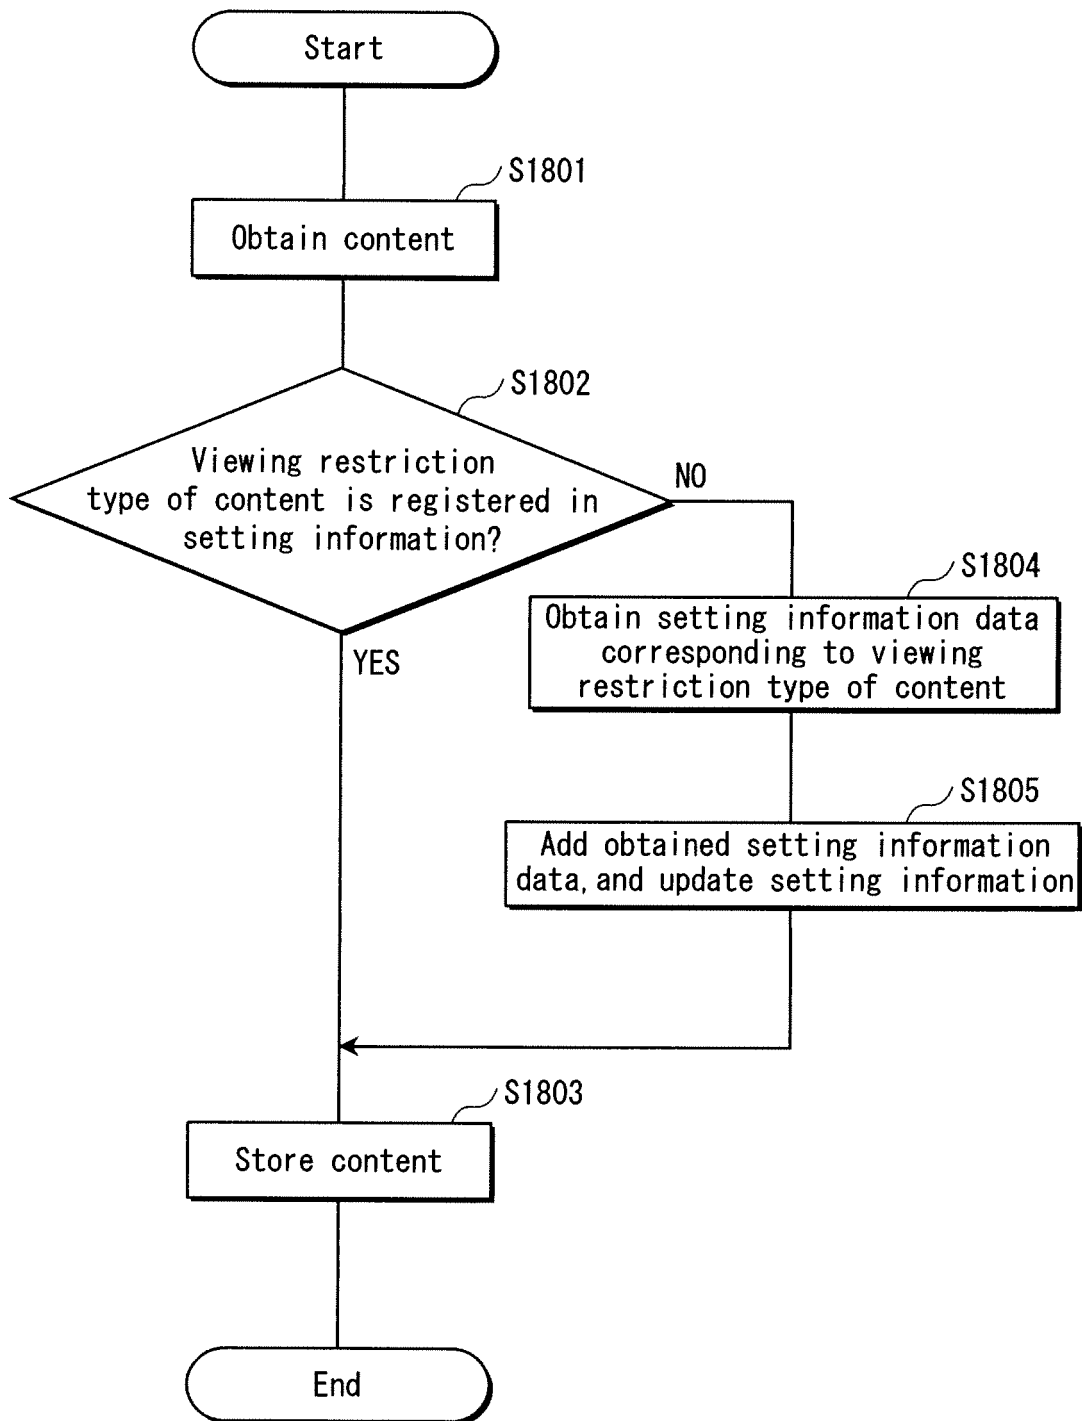 Start
S1801
Obtain content
S1802
Viewing restriction
type of content is registered in
setting information?
NO
YES
S1804
Obtain setting information data
corresponding to viewing
restriction type of content
S1805
Add obtained setting information
data, and update setting information
S1803
Store content
End